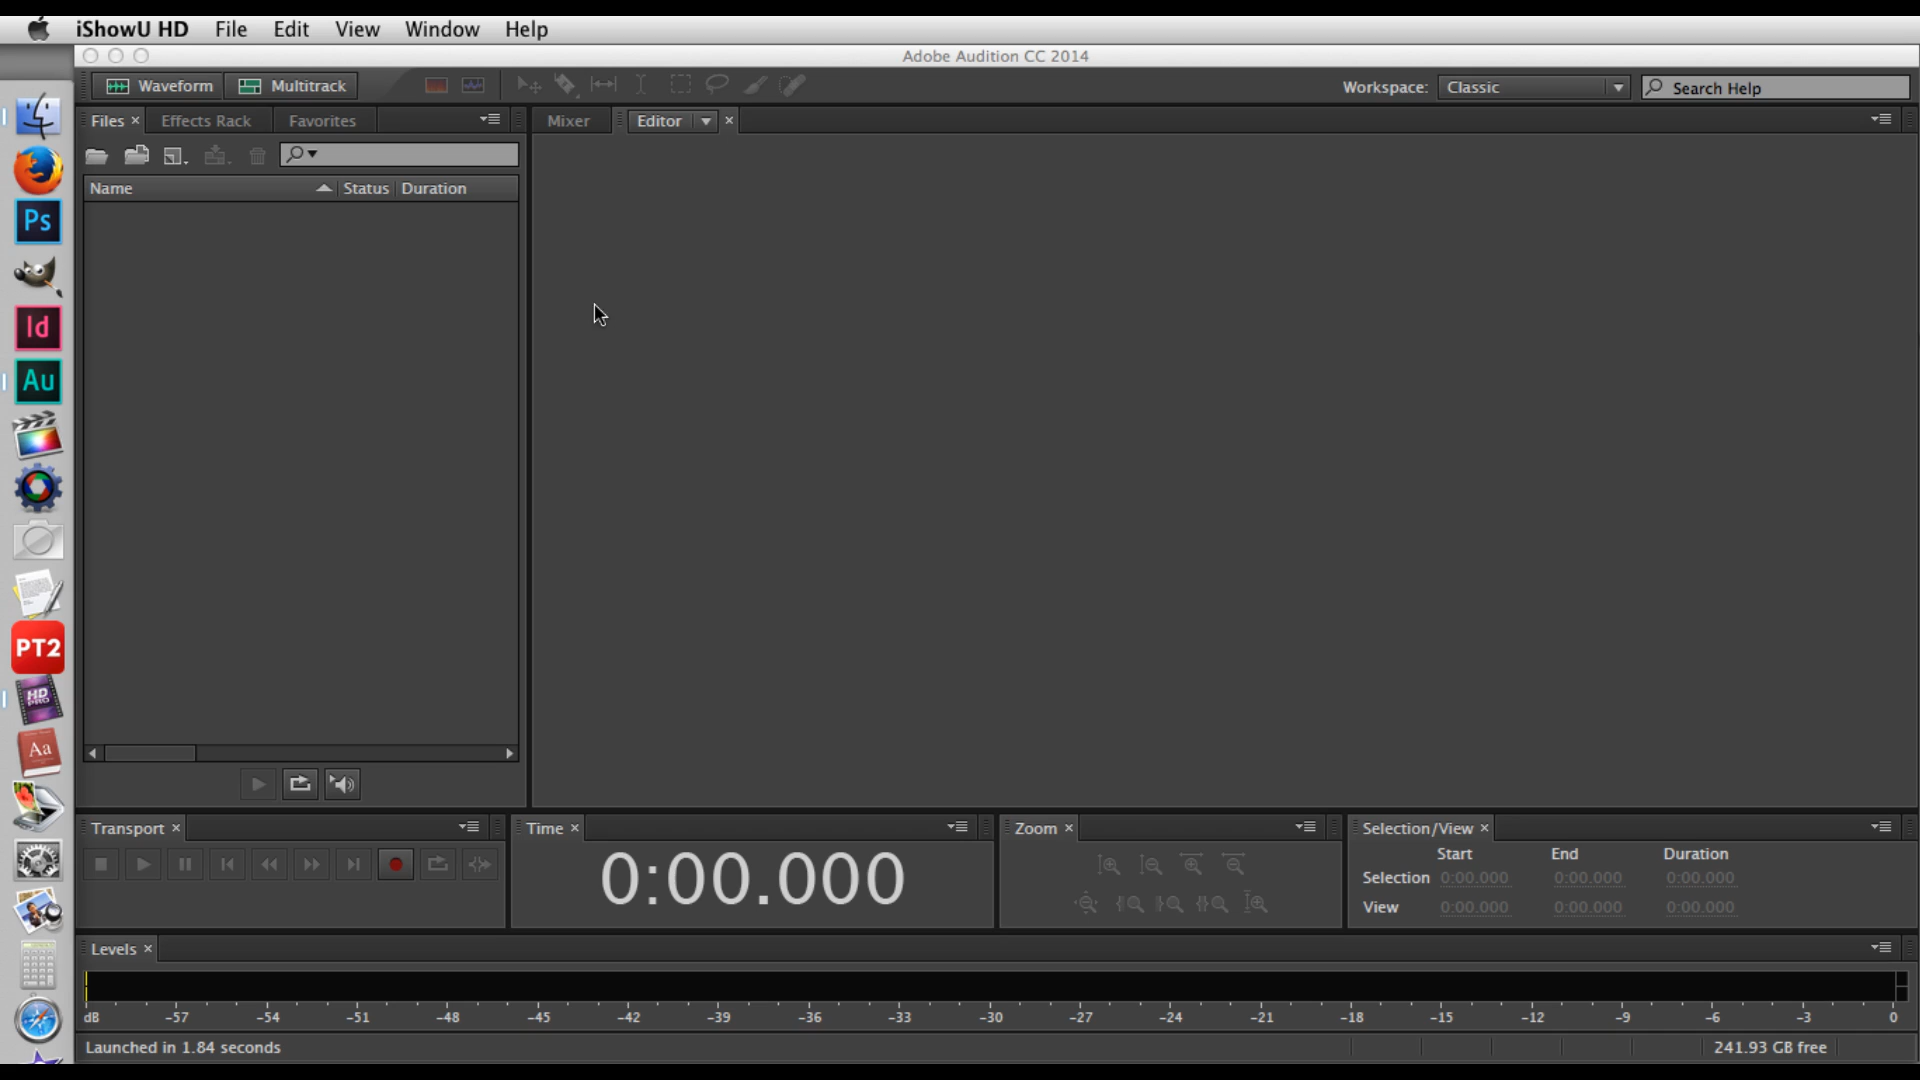 iShowU HD File Edit View Window Help
Adobe Audition CC 2014
Waveform Multitrack Workspace: Classic Search Help
Files Effects Rack Favorites Mixer Editor
Name Status Duration
Ps
Id
Au
PT2
HD PRO
Aa
Transport Time Zoom Selection/View
Start End Duration
0:00.000
Selection 0:00.000 0:00.000 0:00.000
View 0:00.000 0:00.000 0:00.000
Levels
dB -57 -54 -51 -48 -45 -42 -39 -36 -33 -30 -27 -24 -21 -18 -15 -12 -9 -6 -3 0
Launched in 1.84 seconds 241.93 GB free